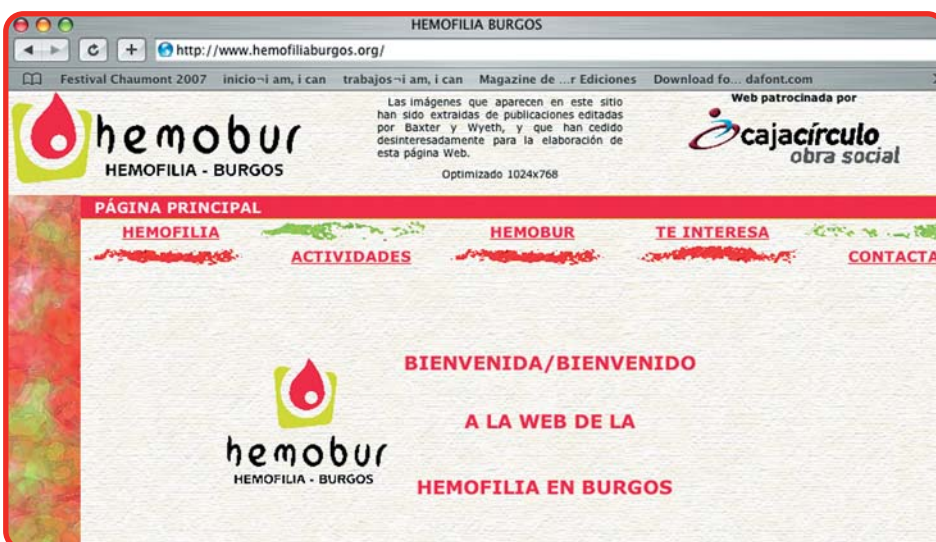 HEMOFILIA BURGOS
http://www.hemofiliaburgos.org/
Festival Chaumont 2007 inicio¬i am, i can trabajos¬i am, i can Magazine de ...r Ediciones Download fo... dafont.com
hemobur
HEMOFILIA - BURGOS
Las imágenes que aparecen en este sitio
han sido extraidas de publicaciones editadas
por Baxter y Wyeth, y que han cedido
desinteresadamente para la elaboración de
esta página Web.
Optimizado 1024x768
Web patrocinada por
cajacírculo
obra social
PÁGINA PRINCIPAL
HEMOFILIA HEMOBUR TE INTERESA
ACTIVIDADES CONTACTA
BIENVENIDA/BIENVENIDO
A LA WEB DE LA
HEMOFILIA EN BURGOS
hemobur
HEMOFILIA - BURGOS